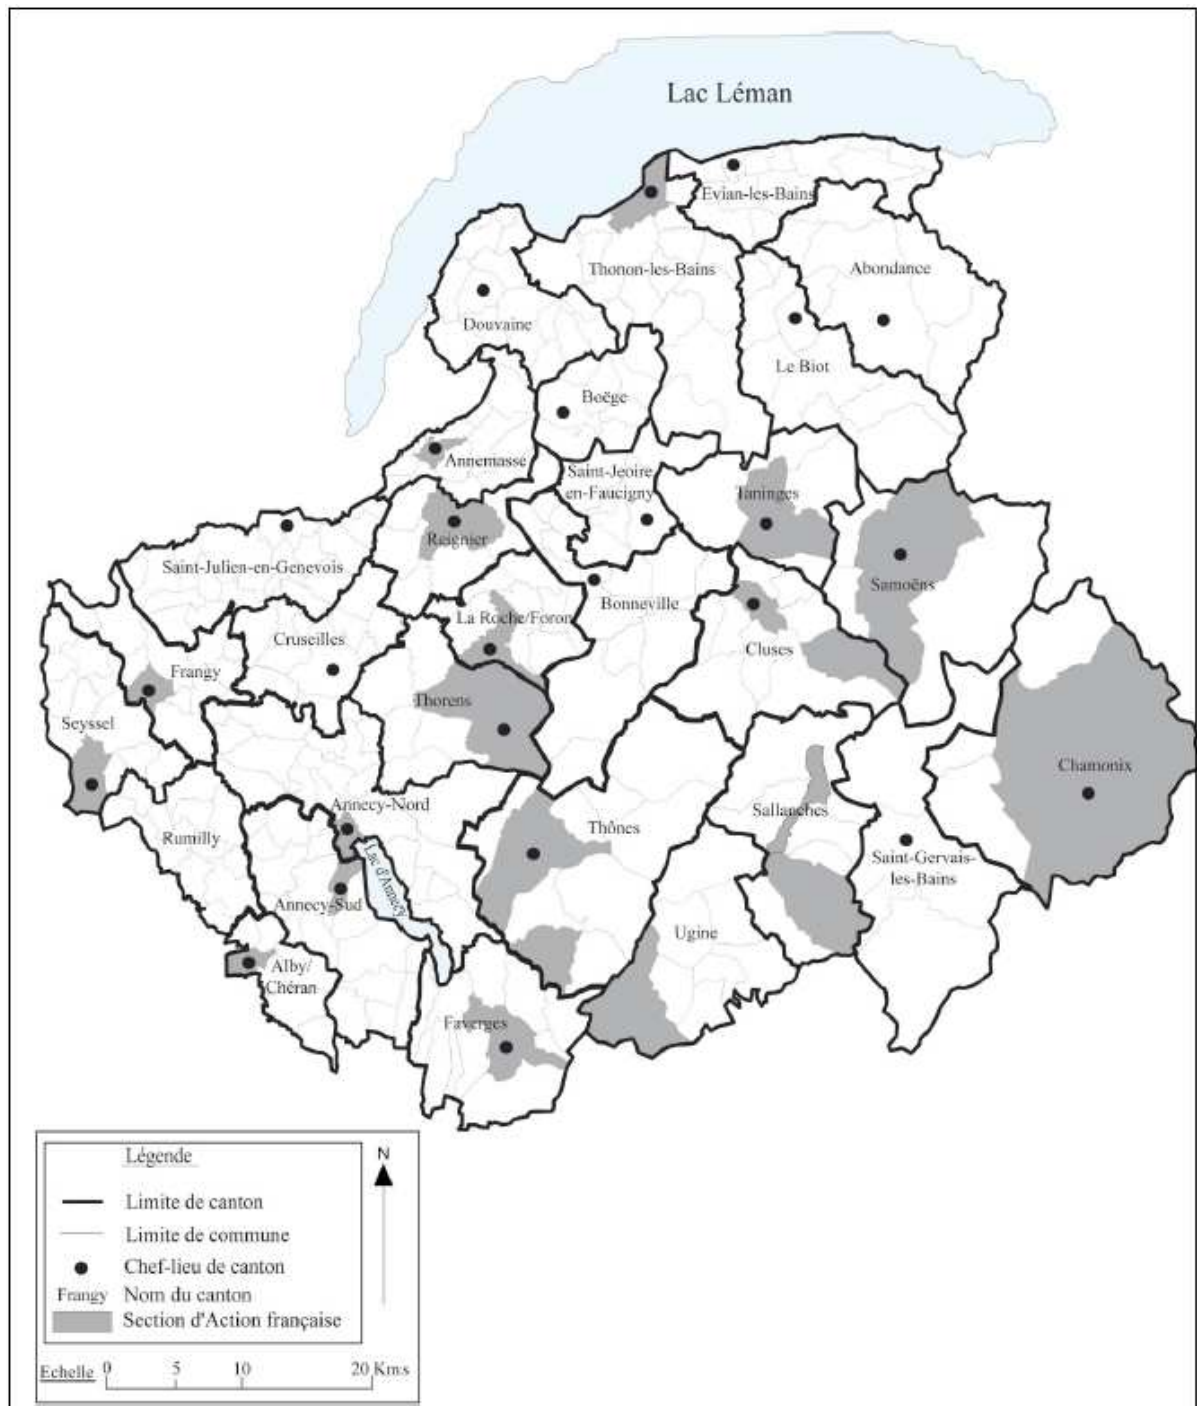 Lac Léman
Evian-les-Bains
Thonon-les-Bains
Abondance
Douvaine
Le Biot
Boëge
Annemasse
Saint-Jeoire
en-Faucigny
Taninges
Reignier
Saint-Julien-en-Genevois
Samoëns
Bonneville
La Roche/Foron
Cruseilles
Cluses
Frangy
Thorens
Seyssel
Chamonix
Annecy-Nord
Sallanches
Thônes
Rumilly
Saint-Gervais-
les-Bains
Lac d'Annecy
Annecy-Sud
Ugine
Alby/
Chéran
Faverges
Légende
N
Limite de canton
Limite de commune
Chef-lieu de canton
Frangy Nom du canton
Section d'Action française
Echelle 0 5 10 20 Kms